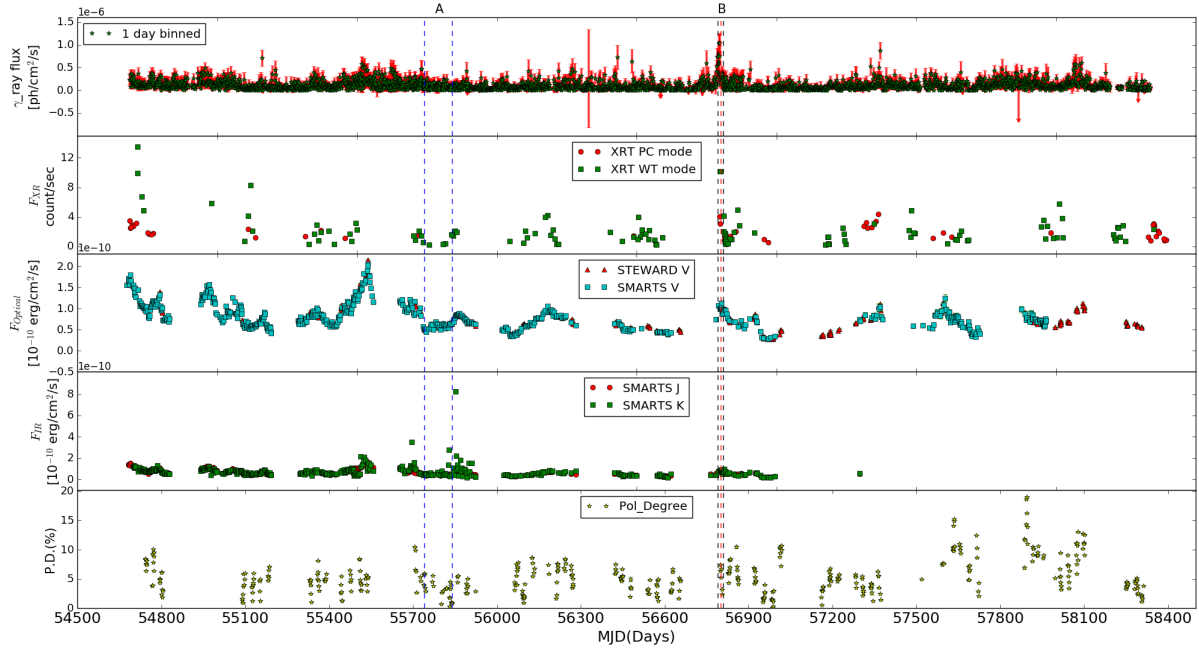 A B
1e−6
1.5
1.0
0.5
0.0
−0.5
γ_ray flux
[ph/cm²/s]
1 day binned
12
8
4
0
F_XR
count/sec
XRT PC mode
XRT WT mode
1e−10
2.0
1.5
1.0
0.5
0.0
−0.5
F_Optical
[10⁻¹⁰ erg/cm²/s]
STEWARD V
SMARTS V
1e−10
8
6
4
2
0
F_IR
[10⁻¹⁰ erg/cm²/s]
SMARTS J
SMARTS K
20
15
10
5
0
P.D.(%)
Pol_Degree
54500 54800 55100 55400 55700 56000 56300 56600 56900 57200 57500 57800 58100 58400
MJD(Days)